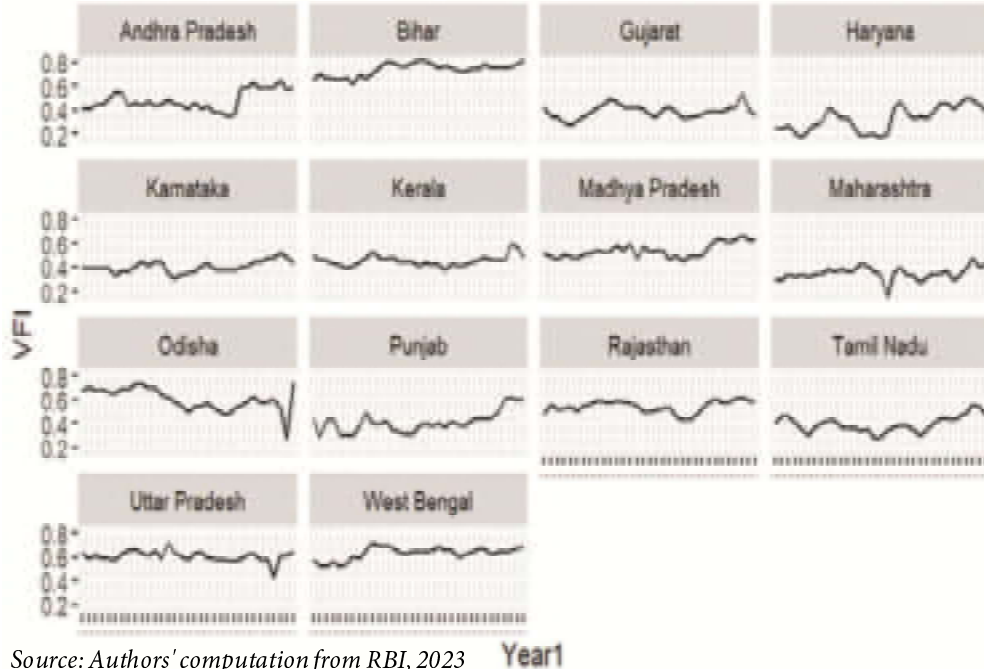 Andhra Pradesh Bihar Gujarat Haryana
0.8
0.6
0.4
0.2
Karnataka Kerala Madhya Pradesh Maharashtra
0.8
0.6
0.4
0.2
VFI
Odisha Punjab Rajasthan Tamil Nadu
0.8
0.6
0.4
0.2
Uttar Pradesh West Bengal
0.8
0.6
0.4
0.2
Year1
Source: Authors' computation from RBI, 2023